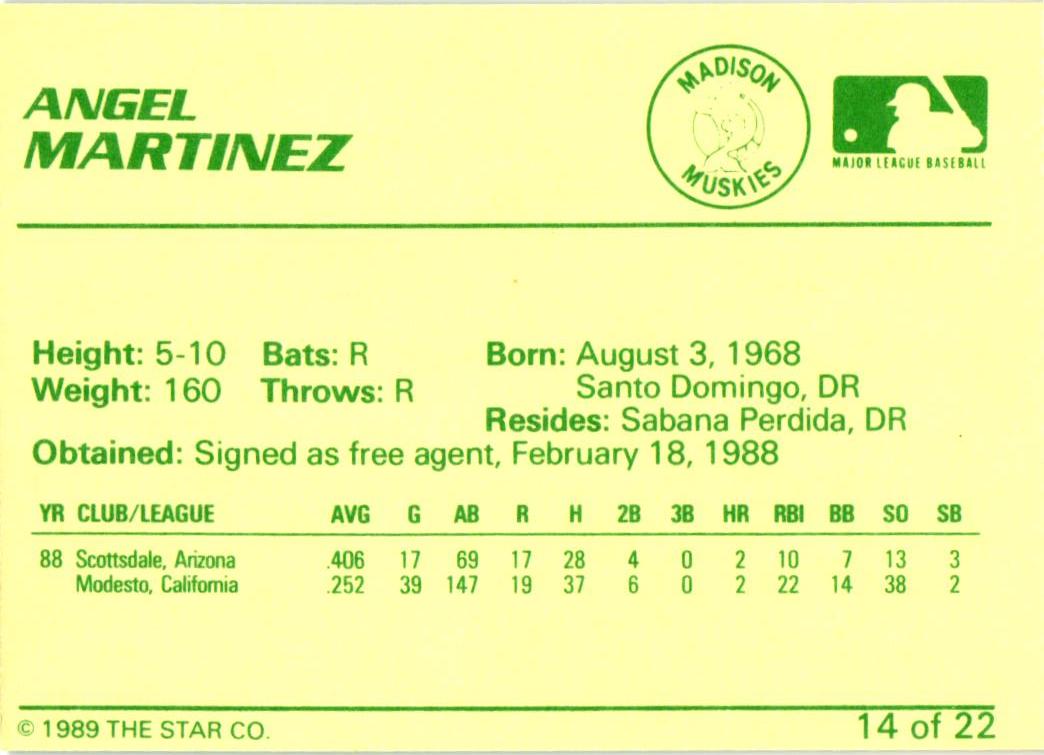 ANGEL
MARTINEZ
MADISON
MUSKIES
MAJOR LEAGUE BASEBALL
Height: 5-10 Bats: R Born: August 3, 1968
Weight: 160 Throws: R Santo Domingo, DR
Resides: Sabana Perdida, DR
Obtained: Signed as free agent, February 18, 1988
YR CLUB/LEAGUE AVG G AB R H 2B 3B HR RBI BB SO SB
88 Scottsdale, Arizona .406 17 69 17 28 4 0 2 10 7 13 3
Modesto, California .252 39 147 19 37 6 0 2 22 14 38 2
© 1989 THE STAR CO. 14 of 22